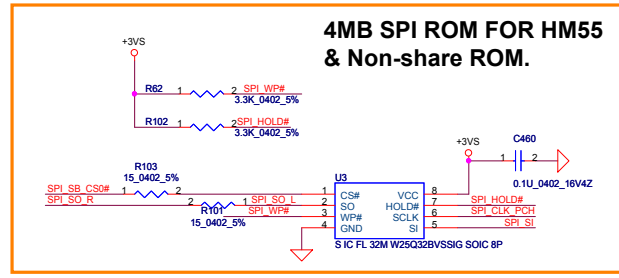 4MB SPI ROM FOR HM55
& Non-share ROM.
+3VS
R62 1 2 SPI_WP#
3.3K_0402_5%
R102 1 2 SPI_HOLD#
3.3K_0402_5%
+3VS
C460
1 2
0.1U_0402_16V4Z
R103
15_0402_5%
U3
SPI_SB_CS0# 1 2 1 CS# VCC 8
SPI_SO_R 2 1 SPI_SO_L 2 SO HOLD# 7 SPI_HOLD#
R101 SPI_WP# 3 WP# SCLK 6 SPI_CLK_PCH
15_0402_5% 4 GND SI 5 SPI_SI
S IC FL 32M W25Q32BVSSIG SOIC 8P